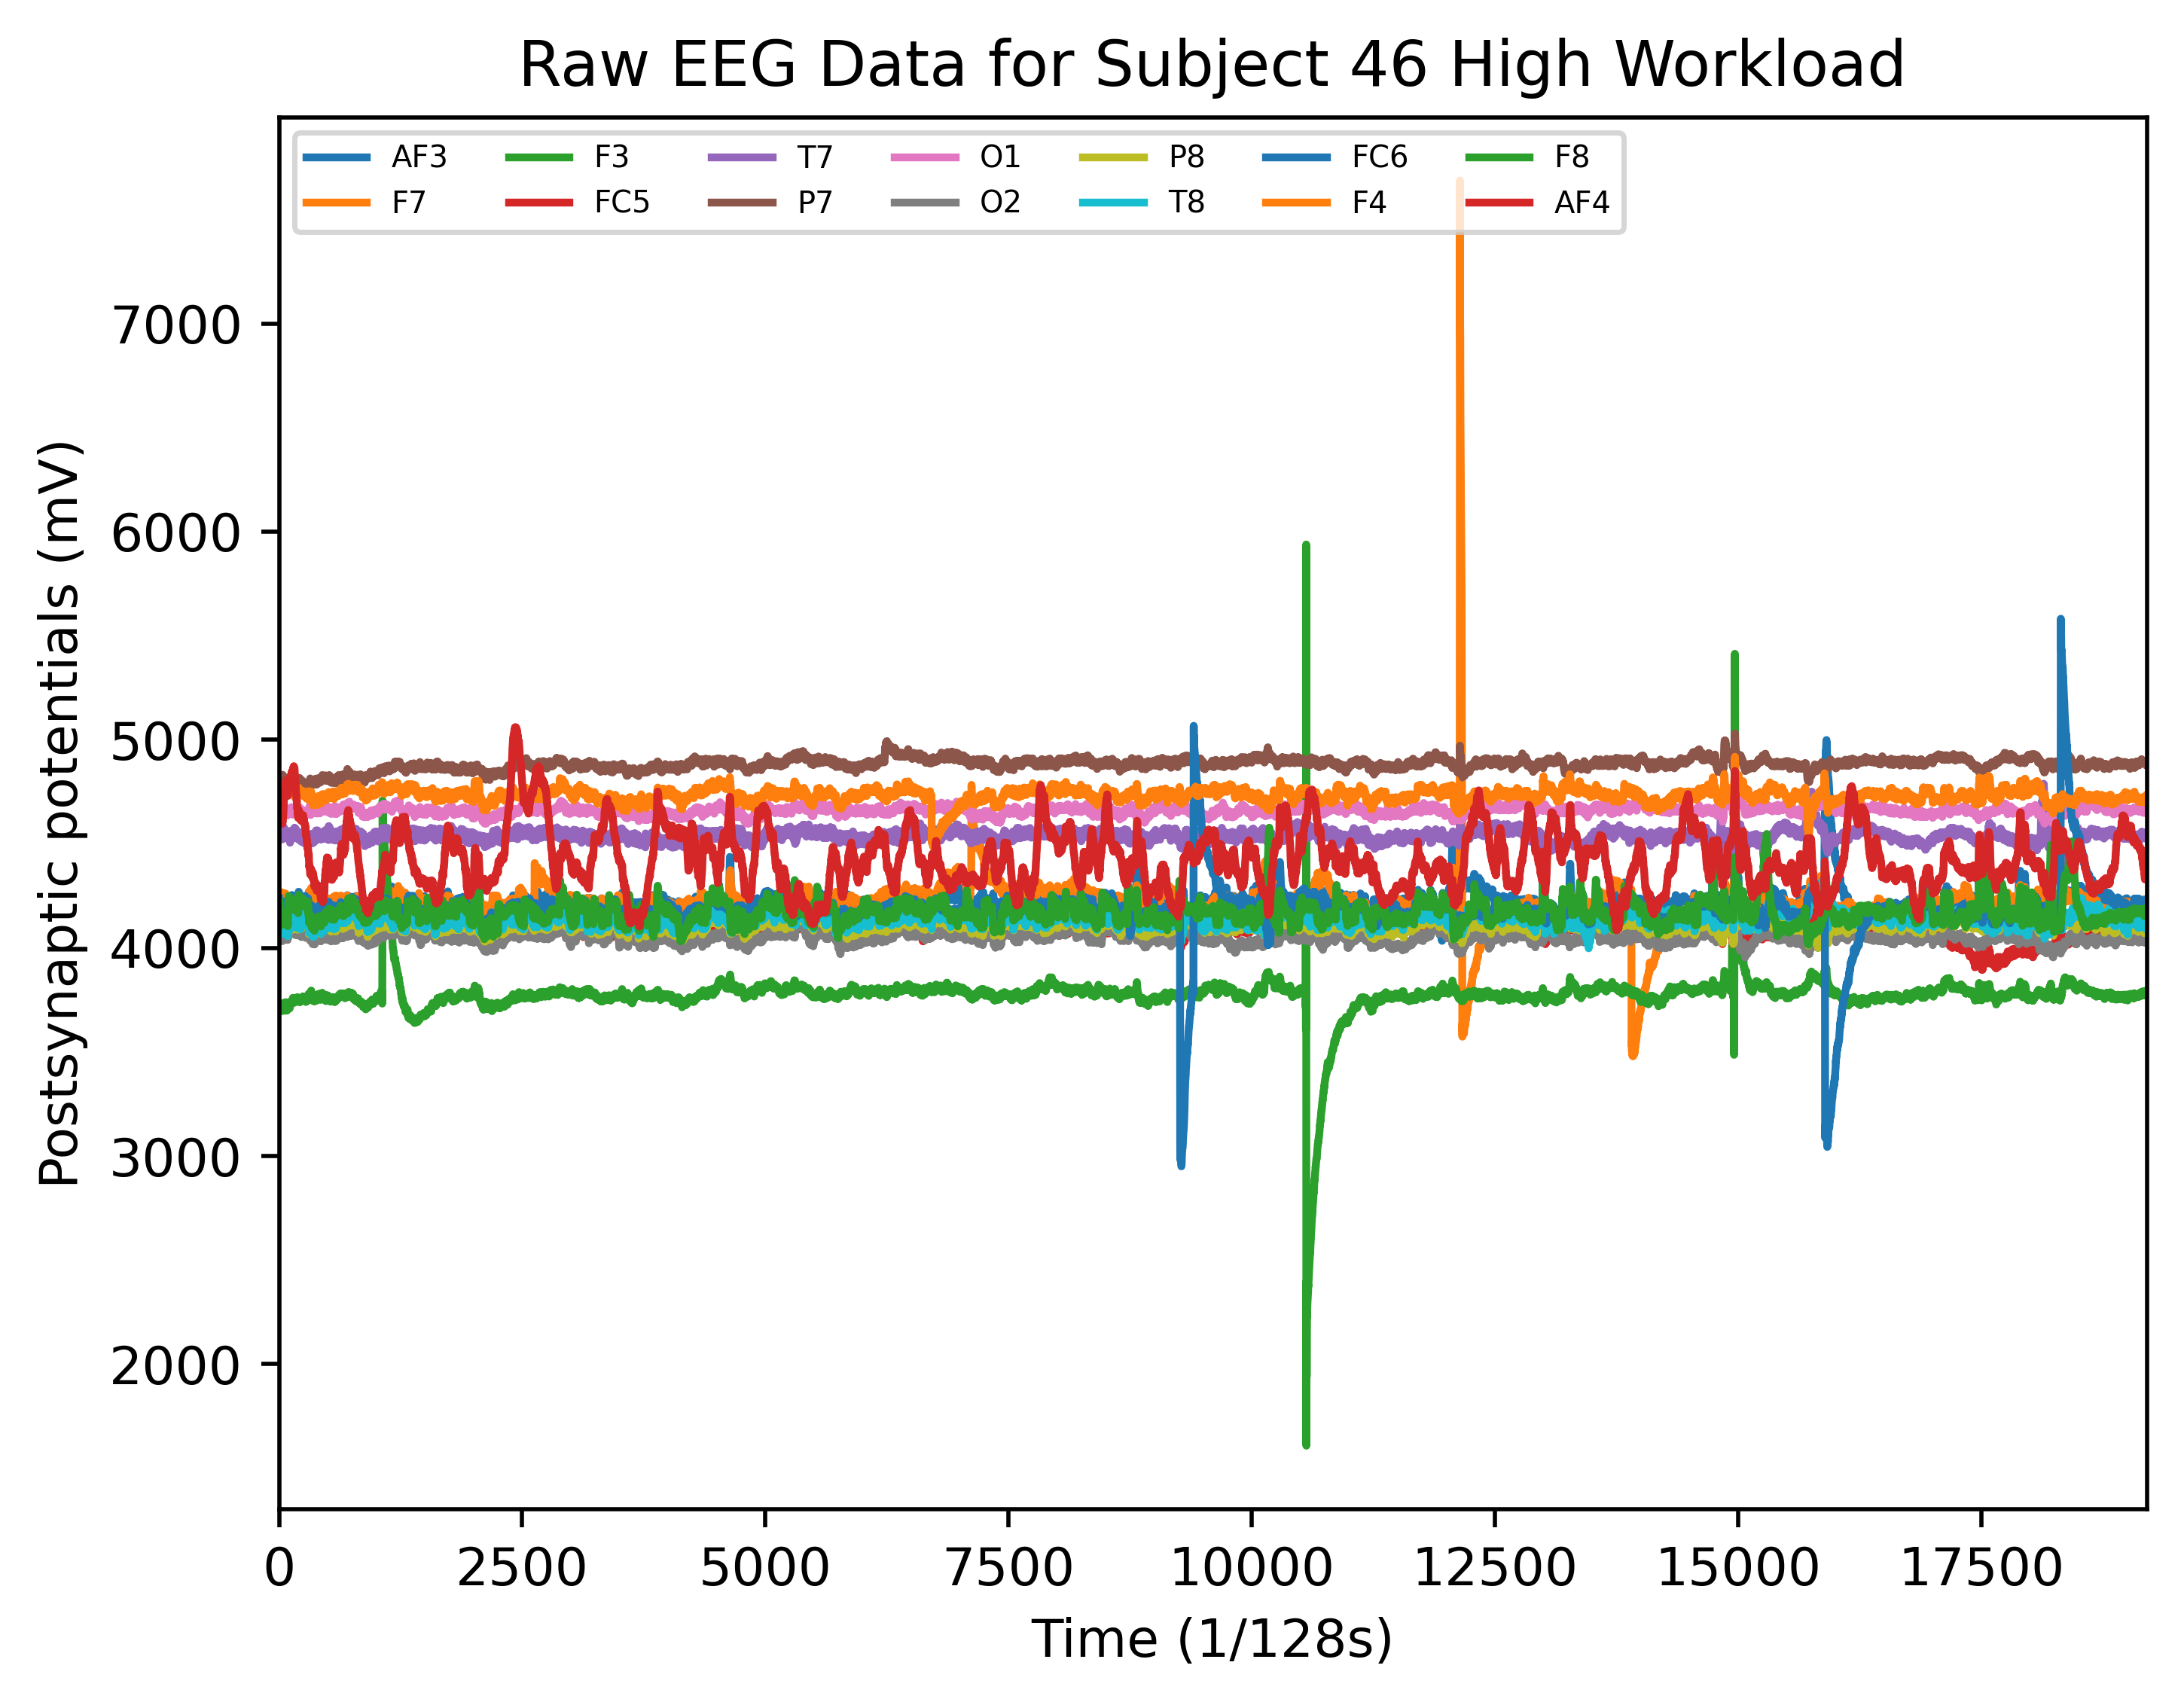 Raw EEG Data for Subject 46 High Workload
AF3 F3 T7 O1 P8 FC6 F8
F7 FC5 P7 O2 T8 F4 AF4
7000
6000
5000
4000
3000
2000
Postsynaptic potentials (mV)
0 2500 5000 7500 10000 12500 15000 17500
Time (1/128s)